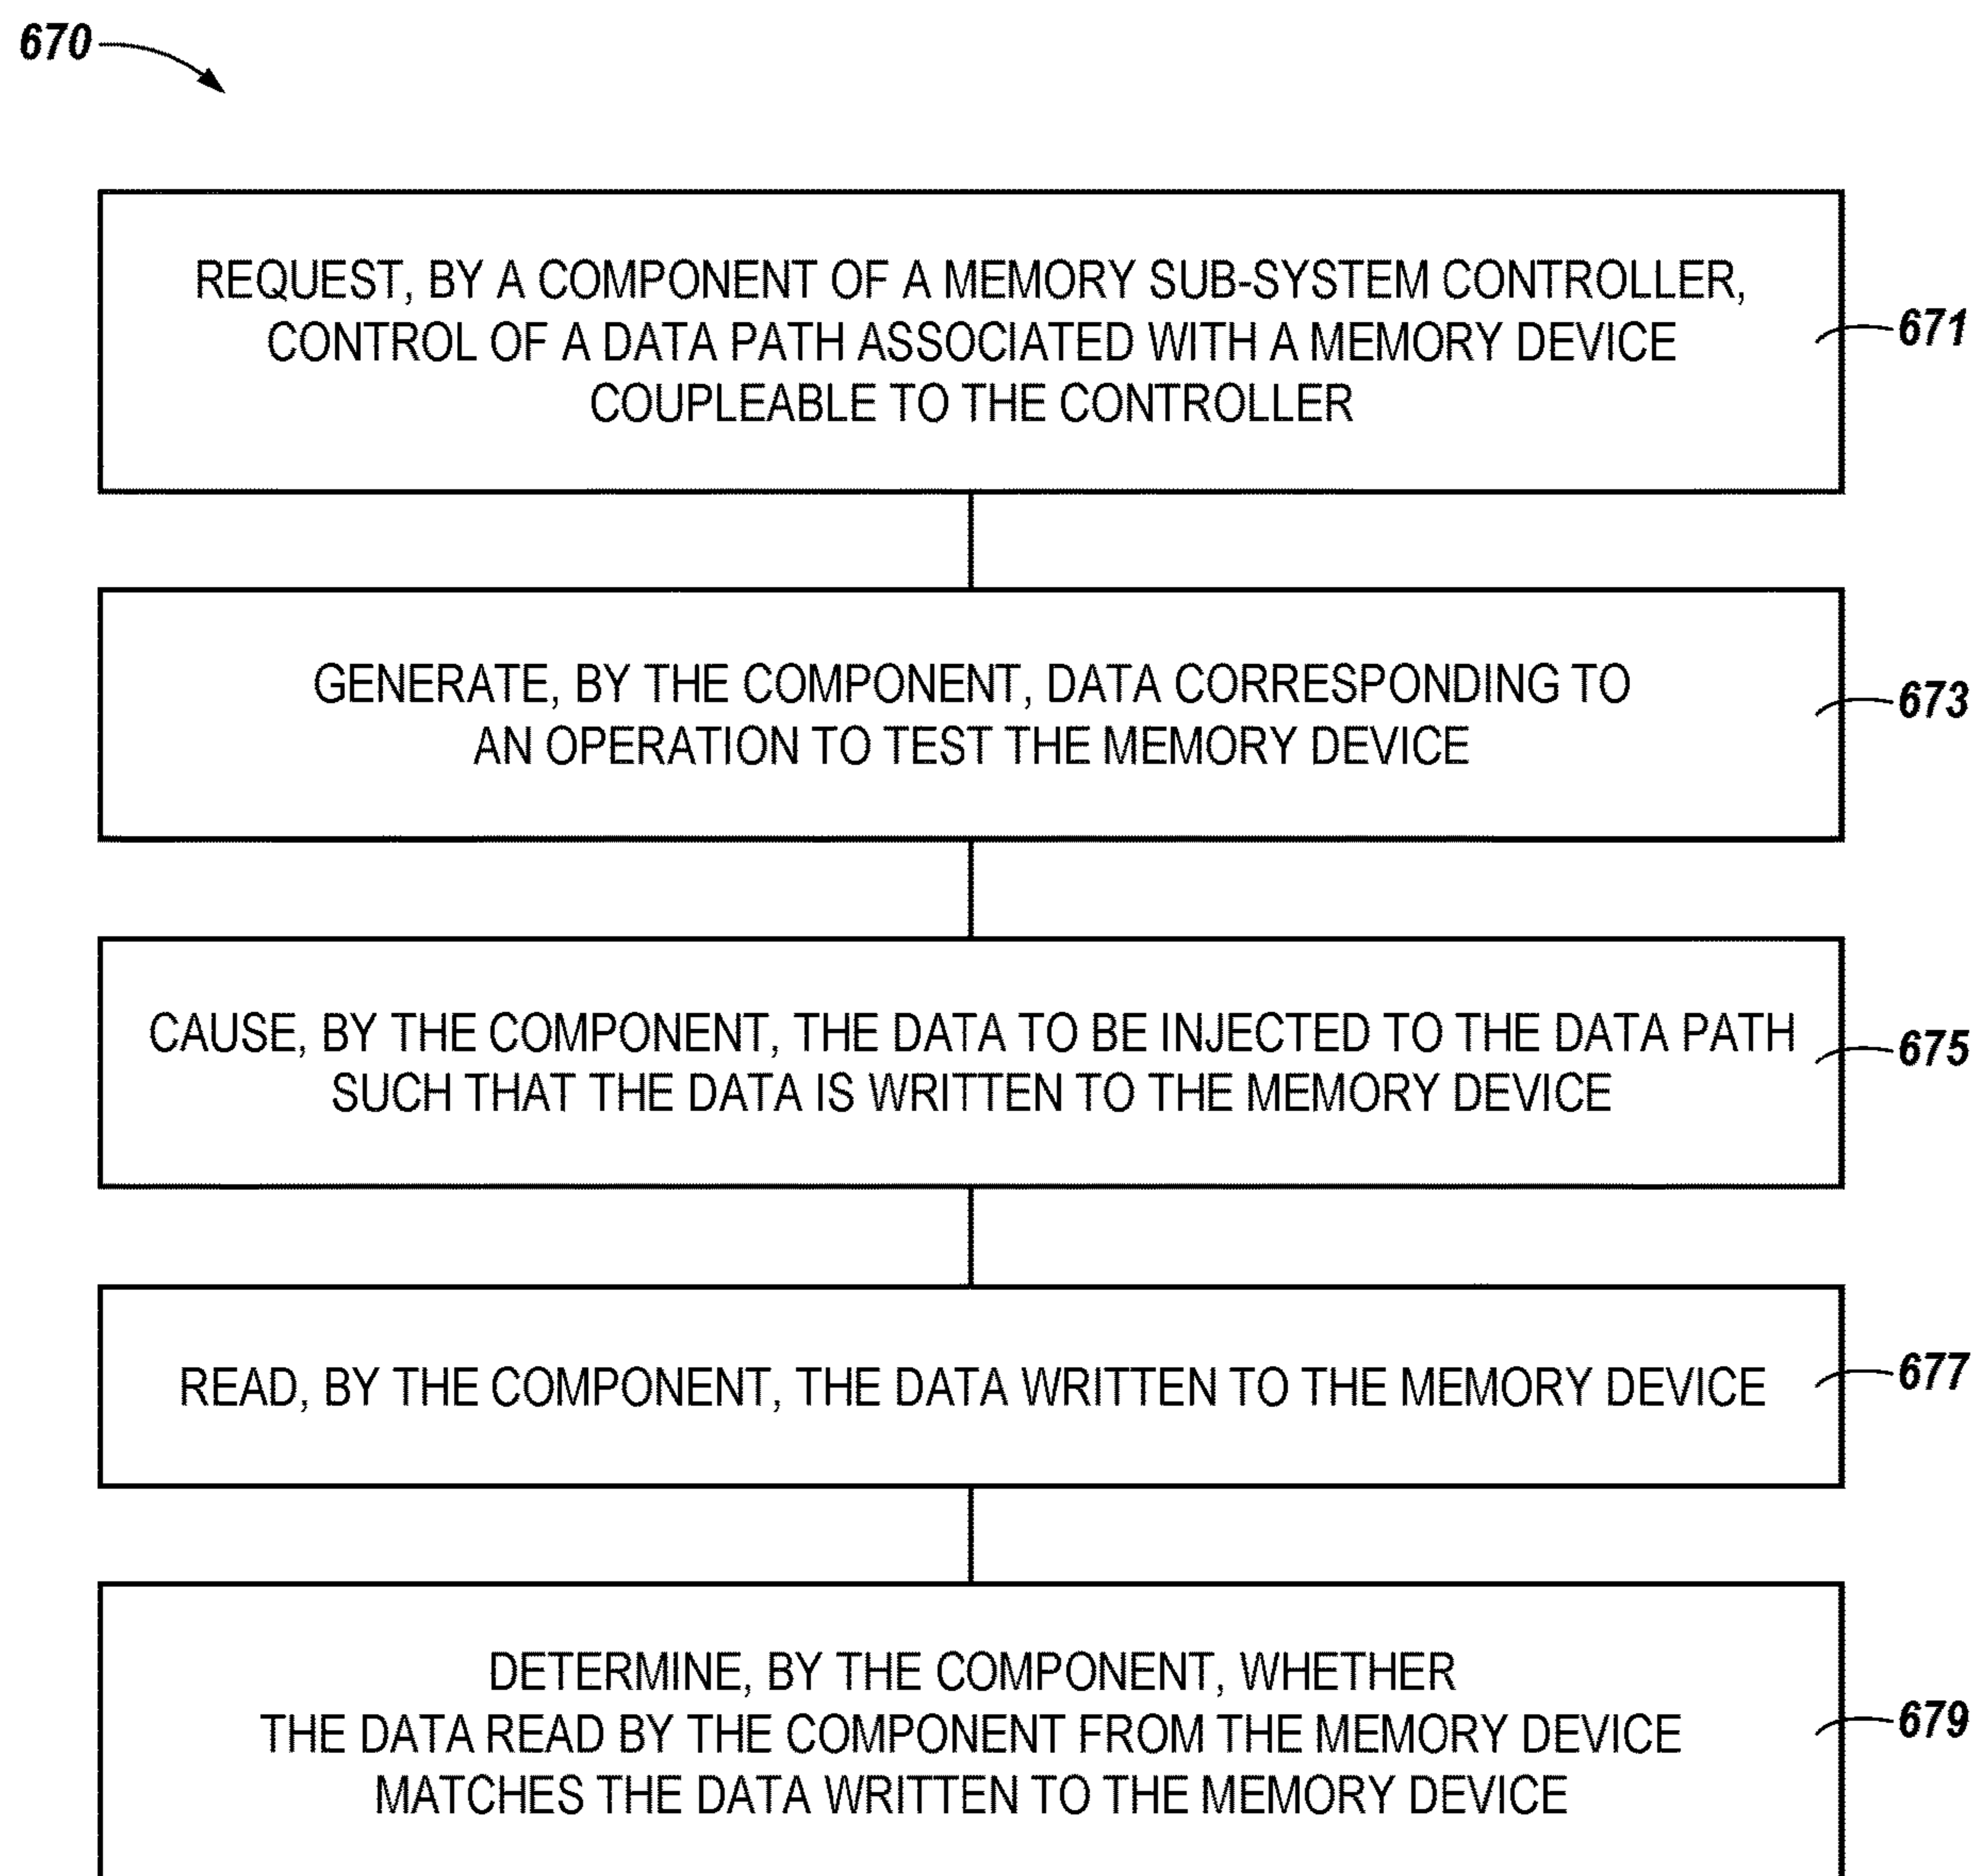 670
REQUEST, BY A COMPONENT OF A MEMORY SUB-SYSTEM CONTROLLER,
CONTROL OF A DATA PATH ASSOCIATED WITH A MEMORY DEVICE
COUPLEABLE TO THE CONTROLLER
671
GENERATE, BY THE COMPONENT, DATA CORRESPONDING TO
AN OPERATION TO TEST THE MEMORY DEVICE
673
CAUSE, BY THE COMPONENT, THE DATA TO BE INJECTED TO THE DATA PATH
SUCH THAT THE DATA IS WRITTEN TO THE MEMORY DEVICE
675
READ, BY THE COMPONENT, THE DATA WRITTEN TO THE MEMORY DEVICE
677
DETERMINE, BY THE COMPONENT, WHETHER
THE DATA READ BY THE COMPONENT FROM THE MEMORY DEVICE
MATCHES THE DATA WRITTEN TO THE MEMORY DEVICE
679